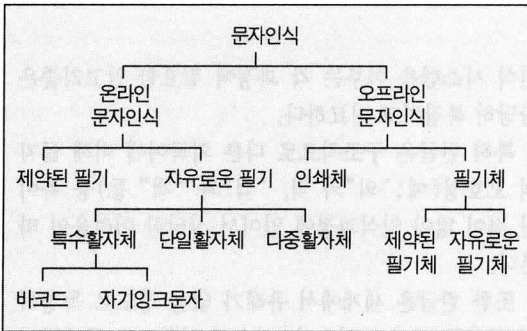 문자인식
온라인 오프라인
문자인식 문자인식
제약된 필기 자유로운 필기 인쇄체 필기체
특수활자체 단일활자체 다중활자체 제약된 자유로운
필기체 필기체
바코드 자기잉크문자